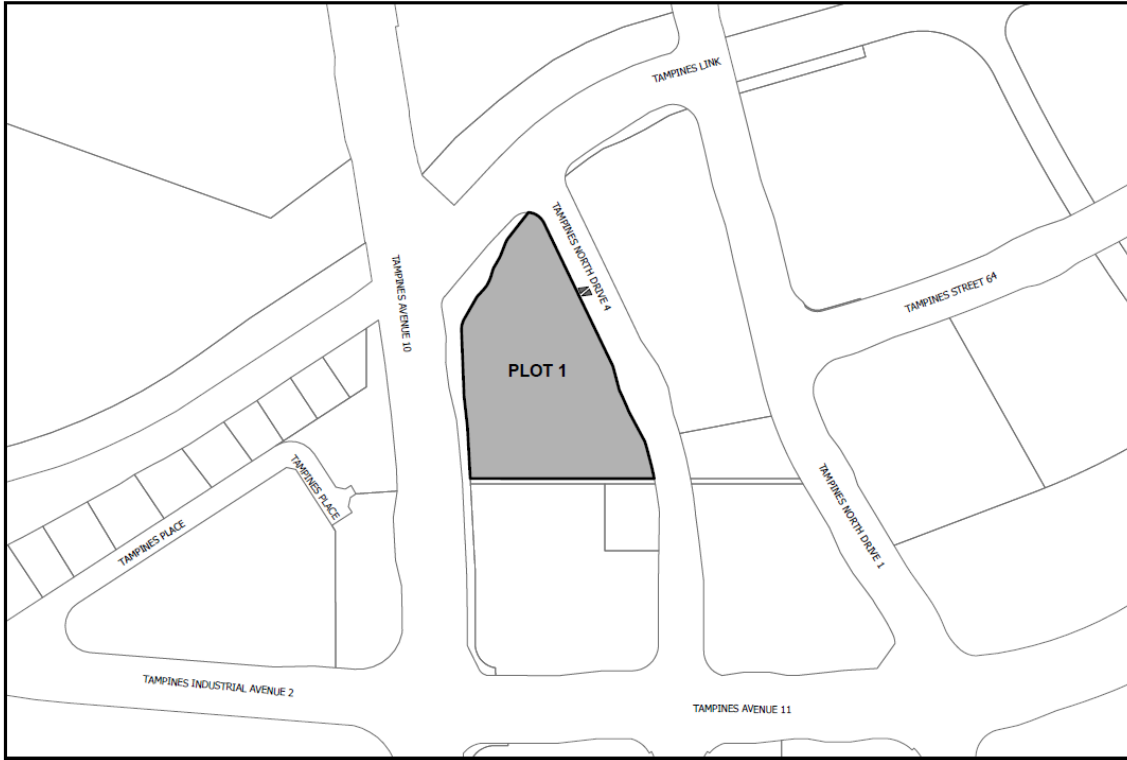 TAMPINES LINK
TAMPINES NORTH DRIVE 4
TAMPINES AVENUE 10
TAMPINES STREET 64
PLOT 1
TAMPINES PLACE
TAMPINES PLACE
TAMPINES NORTH DRIVE 1
TAMPINES INDUSTRIAL AVENUE 2
TAMPINES AVENUE 11